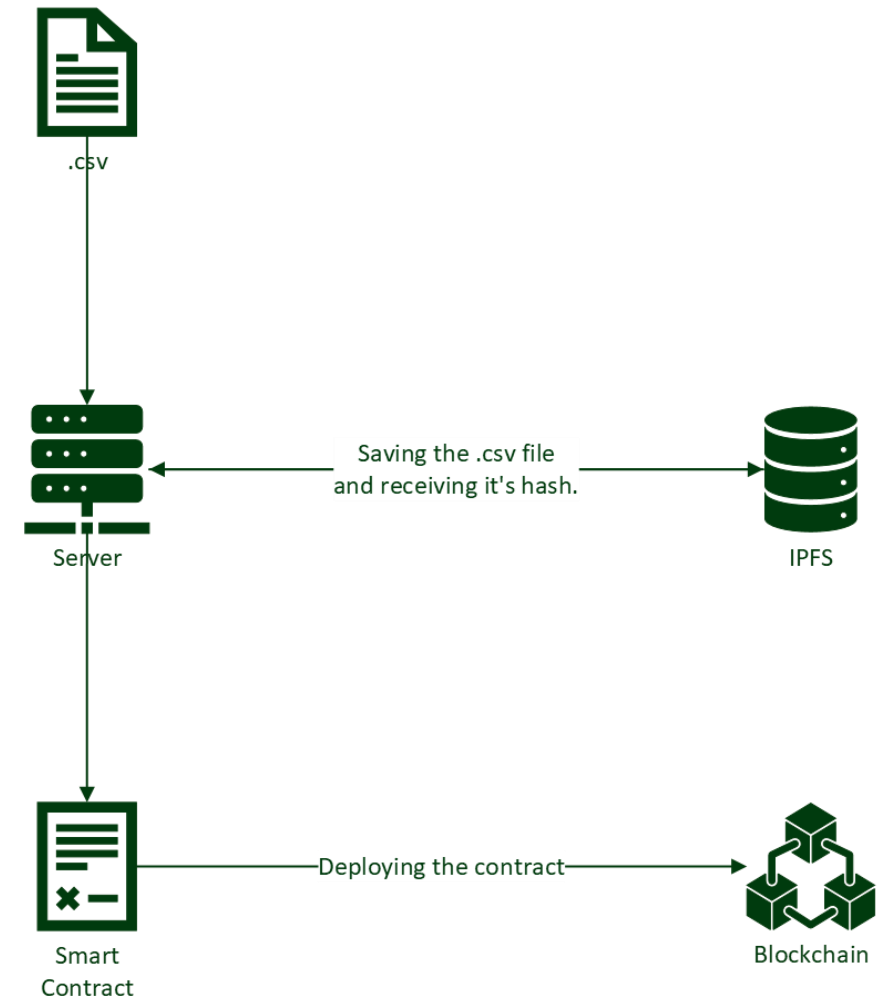 .csv
Saving the .csv file
and receiving it's hash.
Server
IPFS
Deploying the contract
Smart
Contract
Blockchain